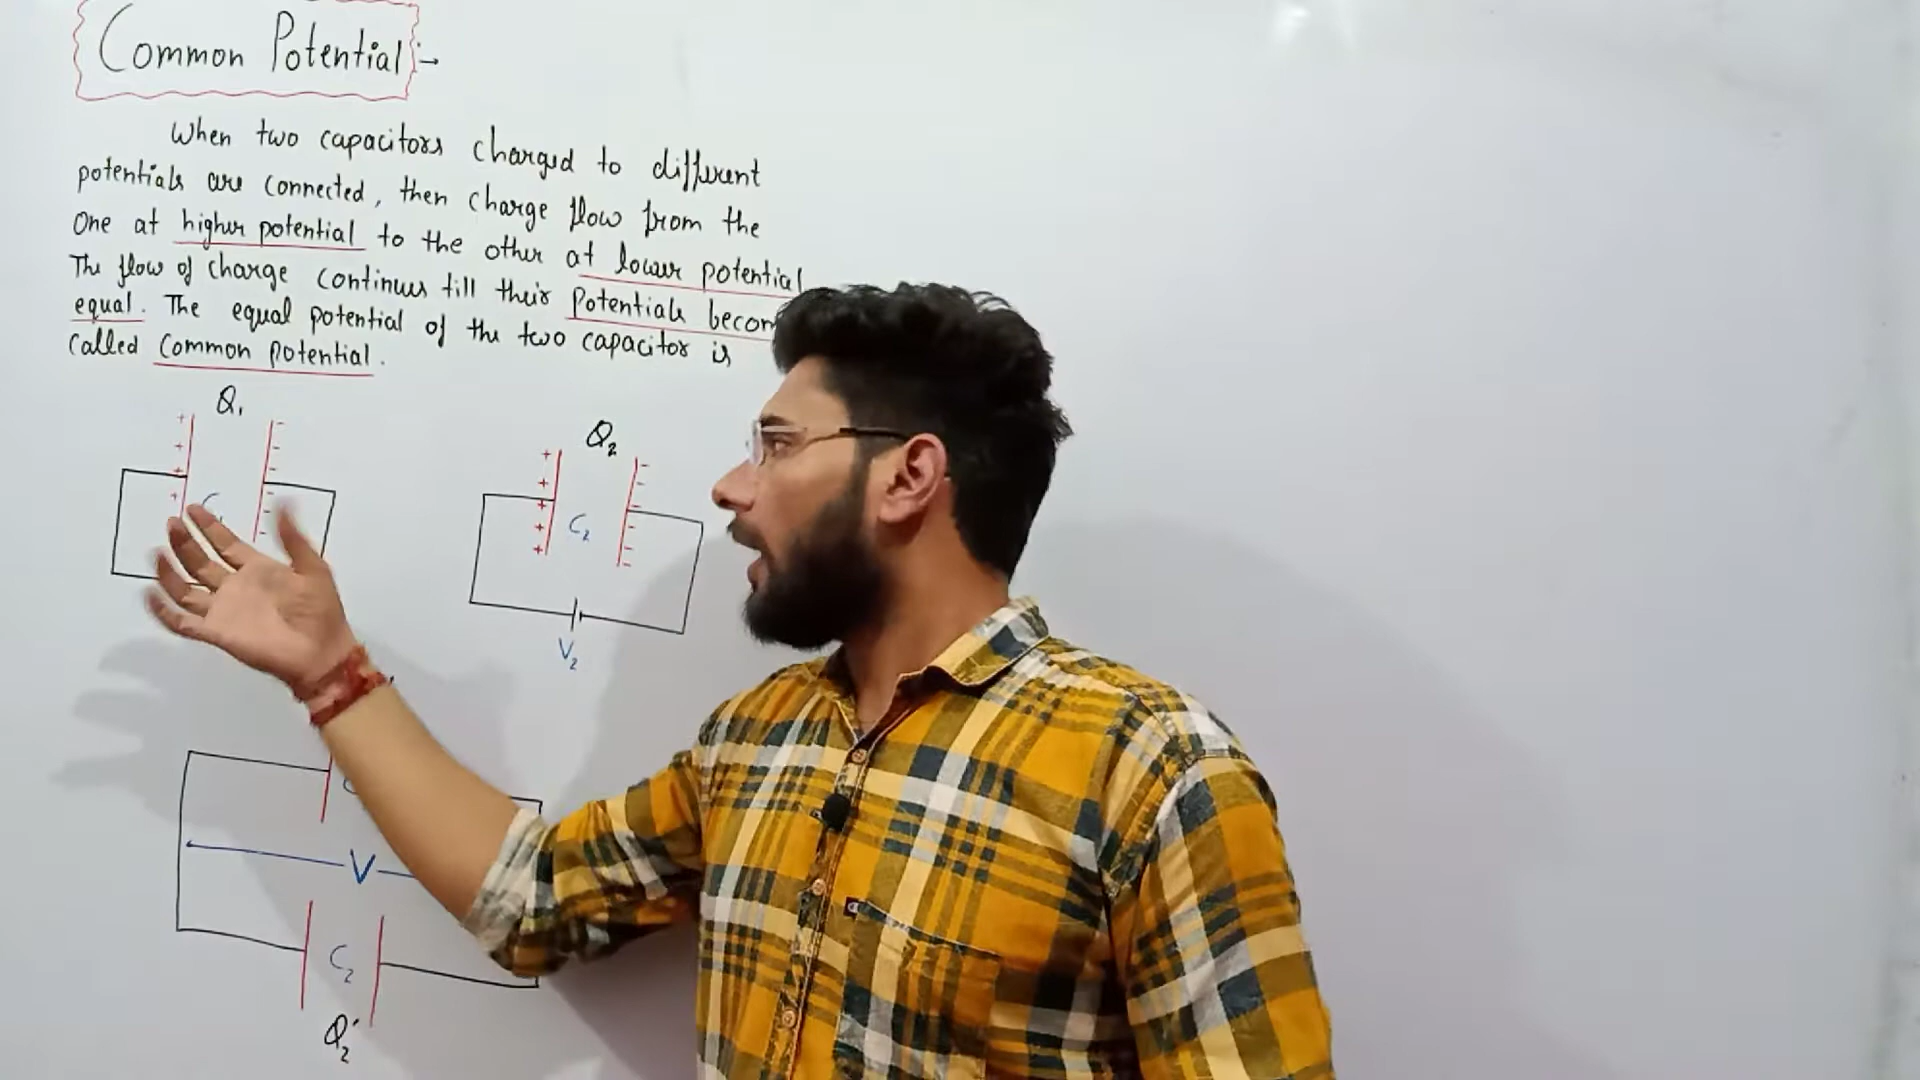 Common Potential :→
When two capacitors charged to different
potentials are connected, then charge flow from the
One at higher potential to the other at lower potential
The flow of charge continues till their Potentials
equal. The equal potential of the two capacitor is
called Common potential.
Q1
+ + + +
- - - - - -
Q2
+ + + + +
- - - - - -
C2
V2
V
C2
Q2'